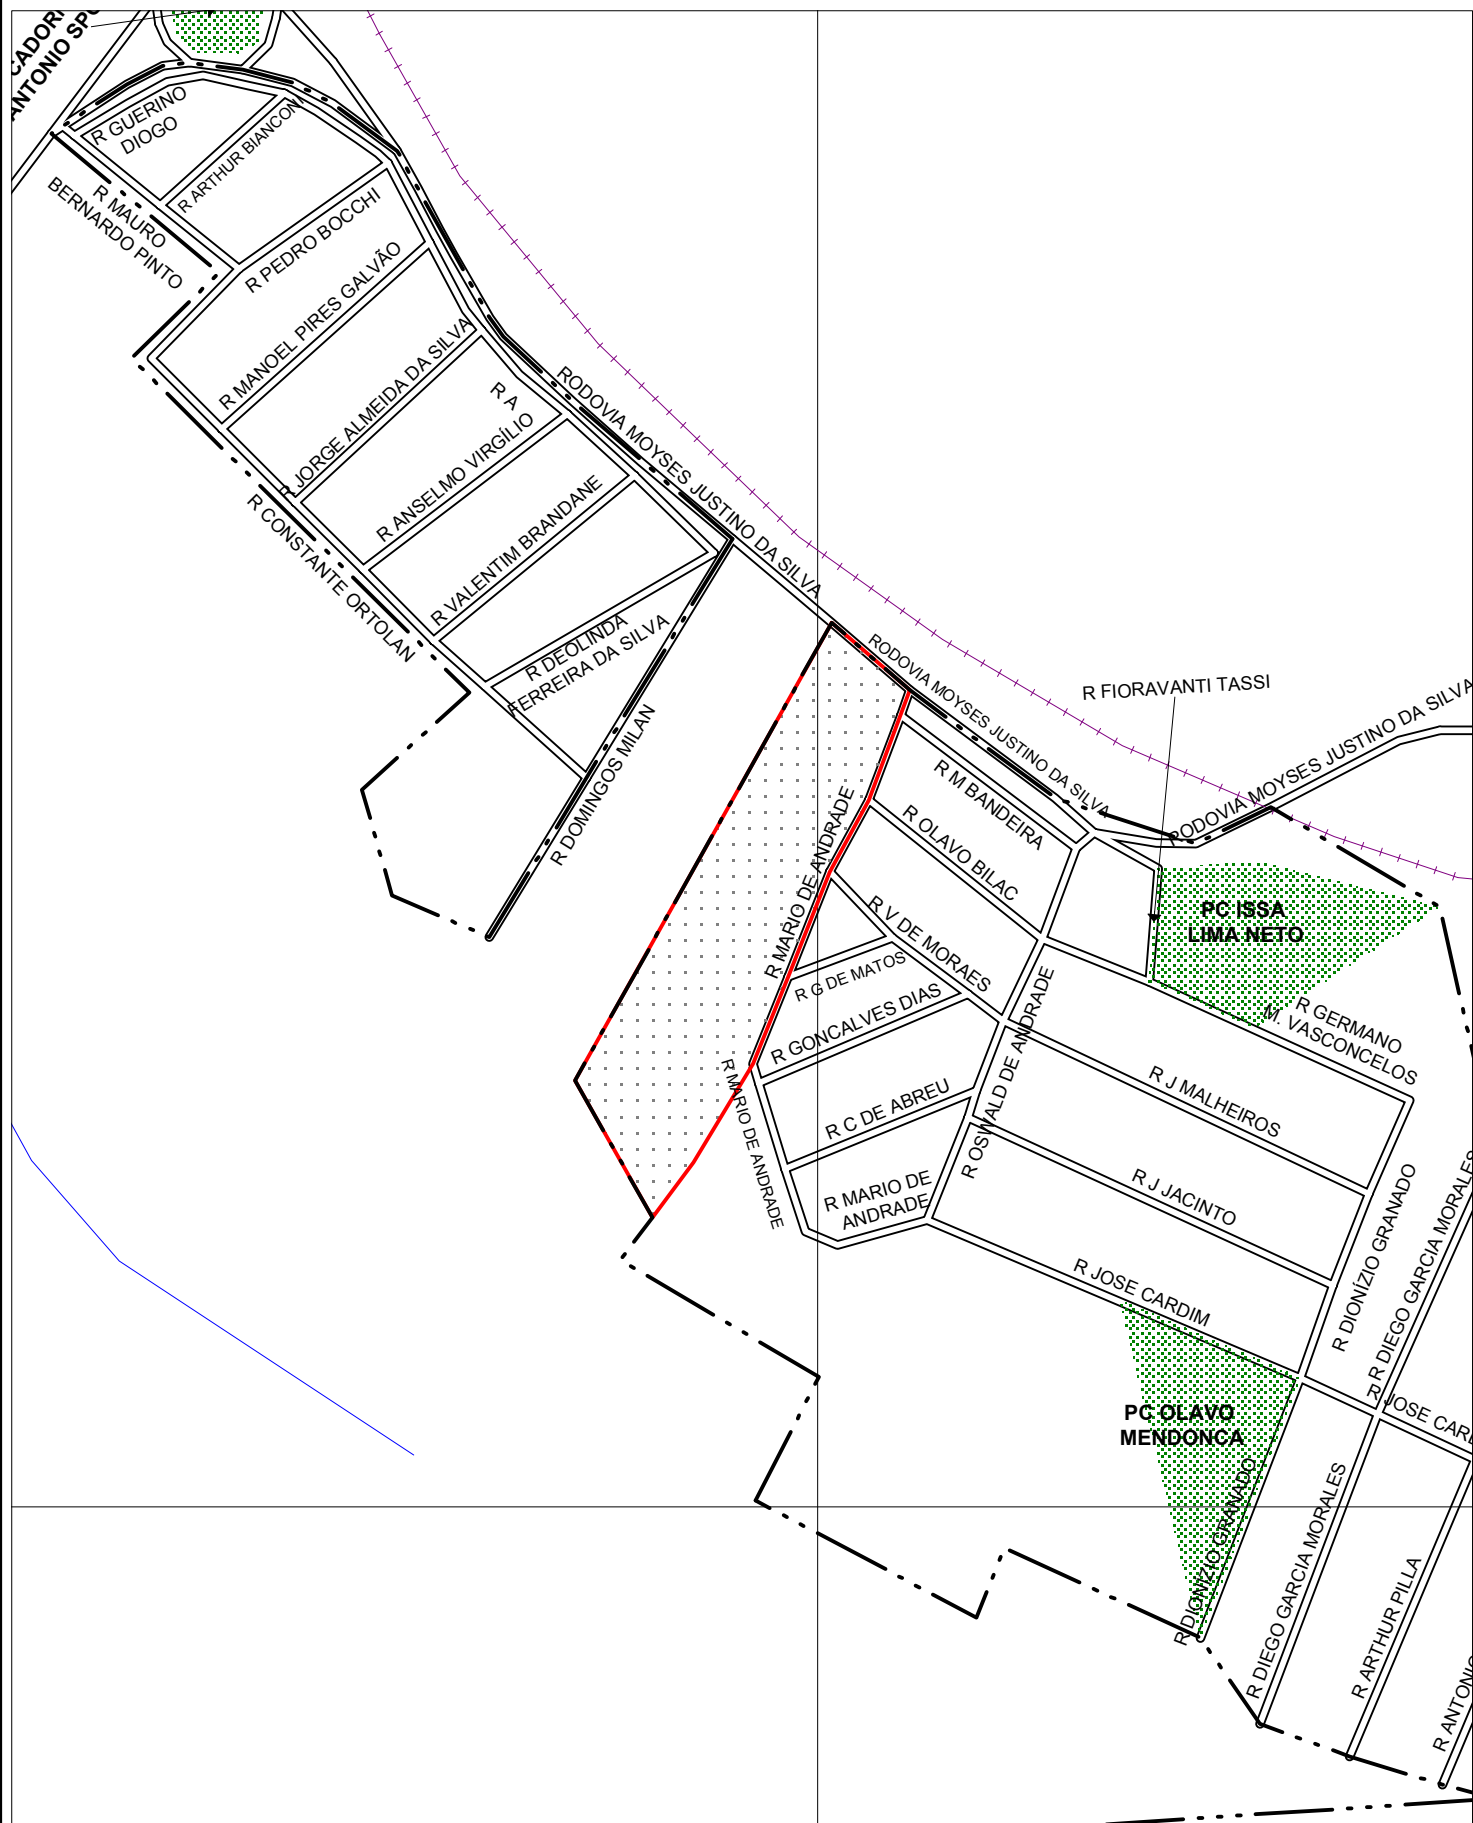 ANTONIO
R GUERINO
DIOGO
R ARTHUR BIANCONI
R MAURO
BERNARDO PINTO
R PEDRO BOCCHI
R MANOEL PIRES GALVÃO
R JORGE ALMEIDA DA SILVA
R A O
R ANSELMO VIRGÍLIO
R VALENTIM BRANDANE
R CONSTANTE ORTOLAN
R DEOLINDA
FERREIRA DA SILVA
R DOMINGOS MILAN
RODOVIA MOYSES JUSTINO DA SILVA
RODOVIA MOYSES JUSTINO DA SILVA
R FIORAVANTI TASSI
RODOVIA MOYSES JUSTINO DA SILVA
R M BANDEIRA
R OLAVO BILAC
R MARIO DE ANDRADE
R V DE MORAES
R G DE MATOS
R GONCALVES DIAS
PC ISSA
LIMA NETO
R GERMANO
M. VASCONCELOS
R OSWALD DE ANDRADE
R MARIO DE ANDRADE
R C DE ABREU
R MARIO DE
ANDRADE
R J MALHEIROS
R J JACINTO
R JOSE CARDIM
R DIONÍZIO GRANADO
R DIEGO GARCIA MORALES
R JOSE
PC OLAVO
MENDONCA
R DIONIZIO GRANADO
R DIEGO GARCIA MORALES
R ARTHUR PILLA
R